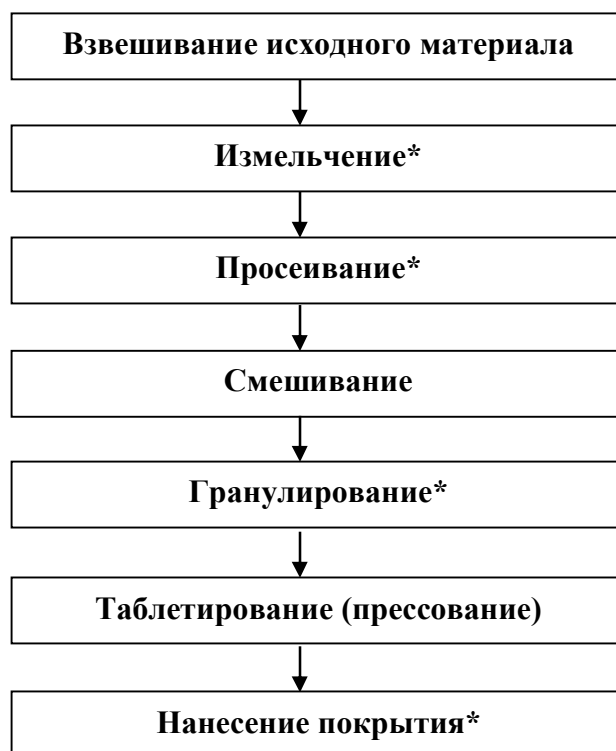 Взвешивание исходного материала
Измельчение*
Просеивание*
Смешивание
Гранулирование*
Таблетирование (прессование)
Нанесение покрытия*